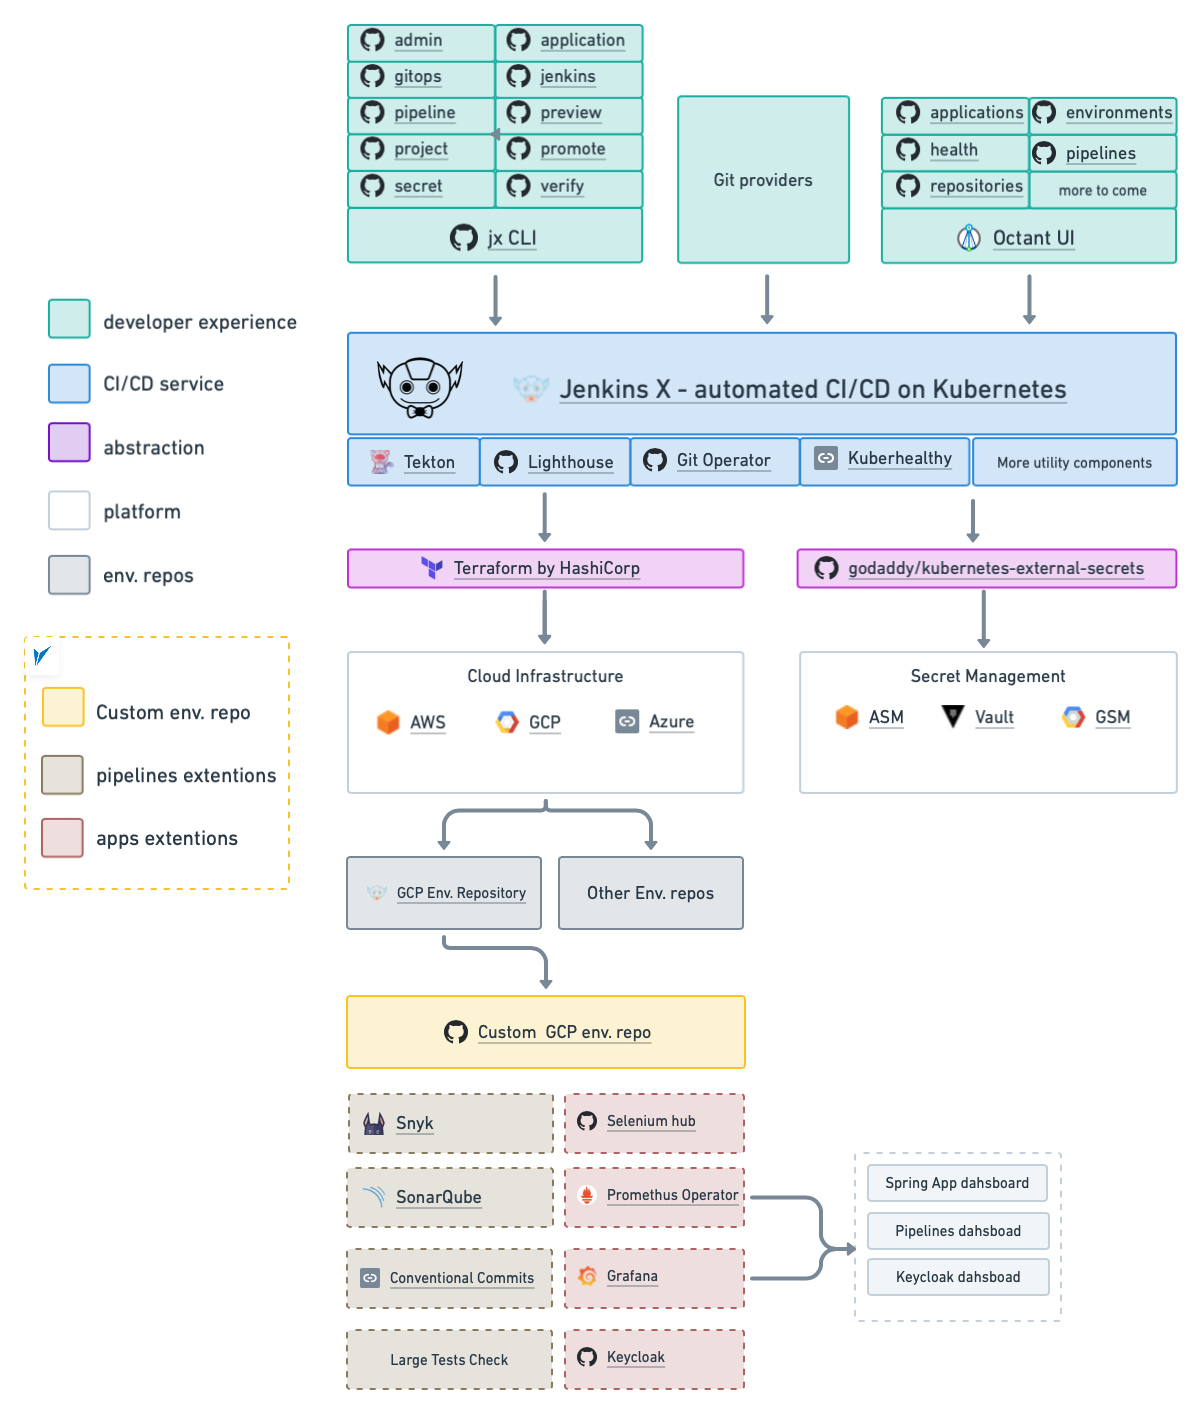 admin
application
gitops
jenkins
pipeline
preview
project
promote
secret
verify
jx CLI
Git providers
applications
environments
health
pipelines
repositories
more to come
Octant UI
developer experience
CI/CD service
abstraction
platform
env. repos
Custom env. repo
pipelines extentions
apps extentions
Jenkins X - automated CI/CD on Kubernetes
Tekton
Lighthouse
Git Operator
Kuberhealthy
More utility components
Terraform by HashiCorp
godaddy/kubernetes-external-secrets
Cloud Infrastructure
AWS
GCP
Azure
Secret Management
ASM
Vault
GSM
GCP Env. Repository
Other Env. repos
Custom  GCP env. repo
Snyk
Selenium hub
SonarQube
Promethus Operator
Conventional Commits
Grafana
Large Tests Check
Keycloak
Spring App dahsboard
Pipelines dahsboad
Keycloak dahsboad